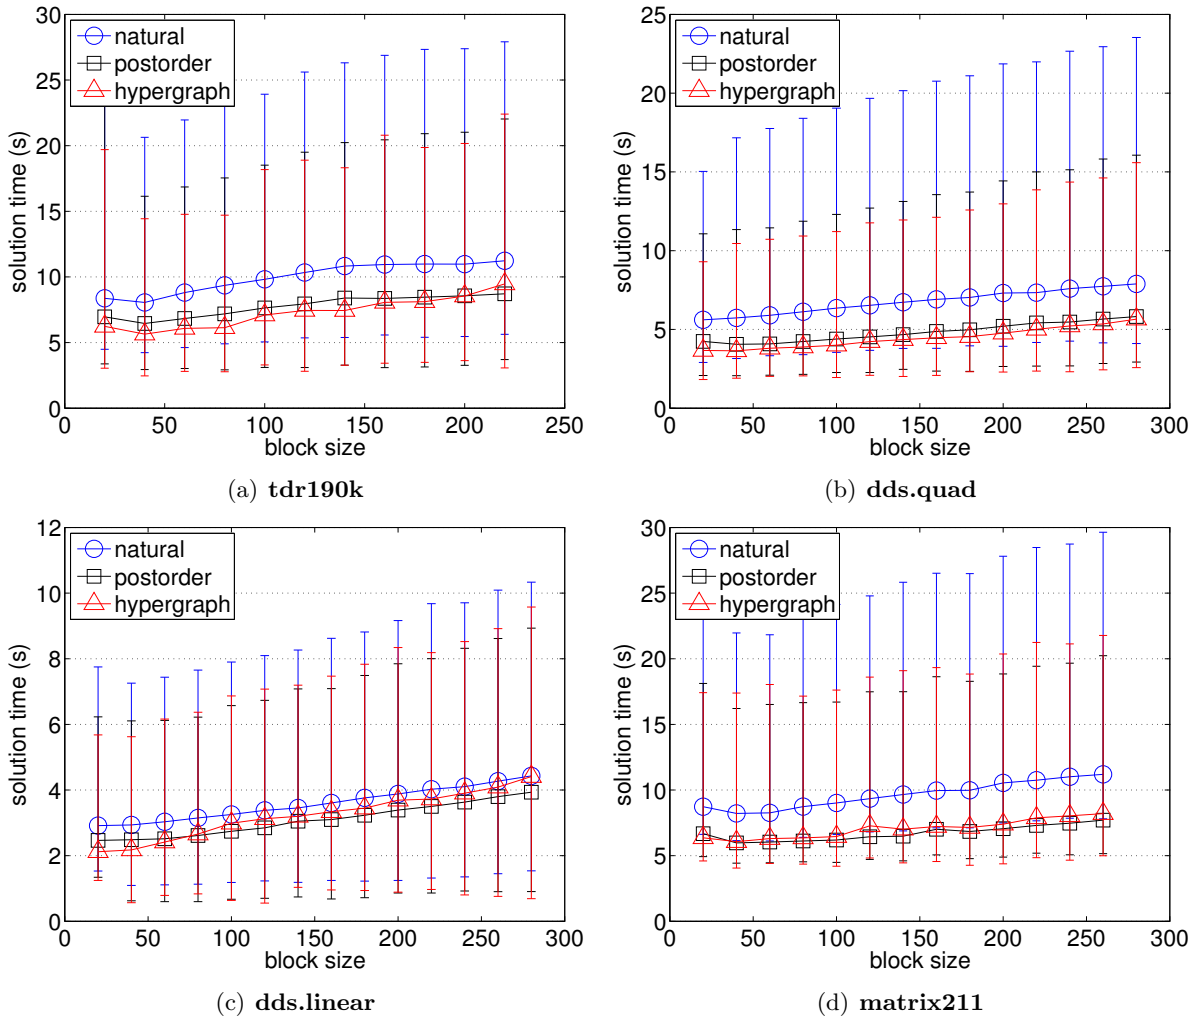 30
25
20
15
10
5
0
solution time (s)
natural
postorder
hypergraph
0 50 100 150 200 250
block size
(a) tdr190k
25
20
15
10
5
0
solution time (s)
natural
postorder
hypergraph
0 50 100 150 200 250 300
block size
(b) dds.quad
12
10
8
6
4
2
0
solution time (s)
natural
postorder
hypergraph
0 50 100 150 200 250 300
block size
(c) dds.linear
30
25
20
15
10
5
0
solution time (s)
natural
postorder
hypergraph
0 50 100 150 200 250 300
block size
(d) matrix211